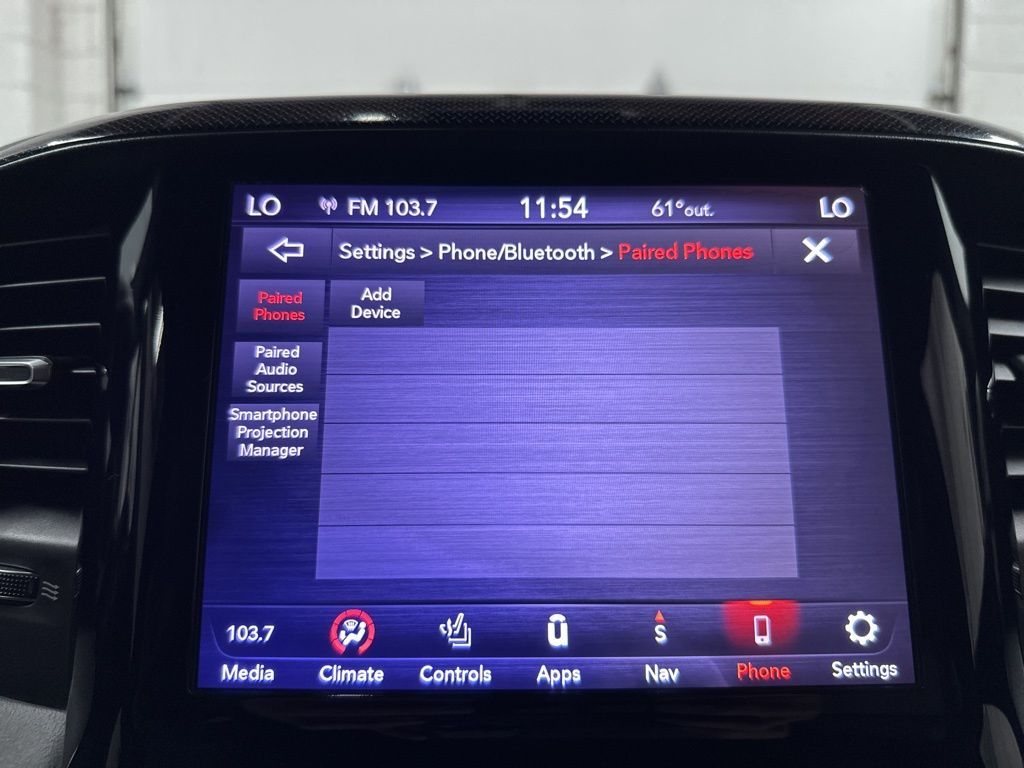 LO FM 103.7 11:54 61°out. LO
Settings > Phone/Bluetooth > Paired Phones
Paired
Phones
Add
Device
Paired
Audio
Sources
Smartphone
Projection
Manager
103.7 S
Media Climate Controls Apps Nav Phone Settings